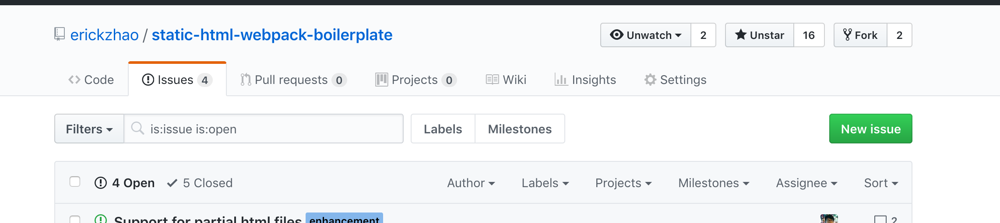 erickzhao / static-html-webpack-boilerplate
Unwatch 2 Unstar 16 Fork 2
Code Issues 4 Pull requests 0 Projects 0 Wiki Insights Settings
Filters is:issue is:open Labels Milestones New issue
4 Open 5 Closed Author Labels Projects Milestones Assignee Sort
Support for partial html files enhancement 2